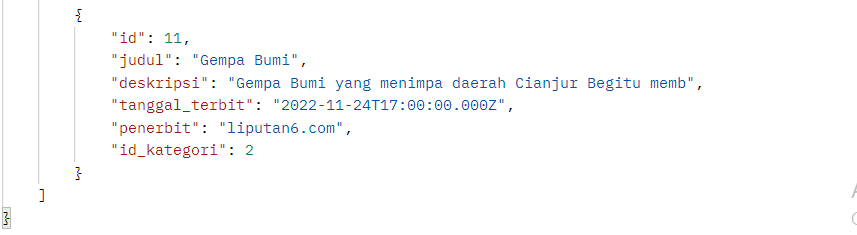 {
"id": 11,
"judul": "Gempa Bumi",
"deskripsi": "Gempa Bumi yang menimpa daerah Cianjur Begitu memb",
"tanggal_terbit": "2022-11-24T17:00:00.000Z",
"penerbit": "liputan6.com",
"id_kategori": 2
}
]
}